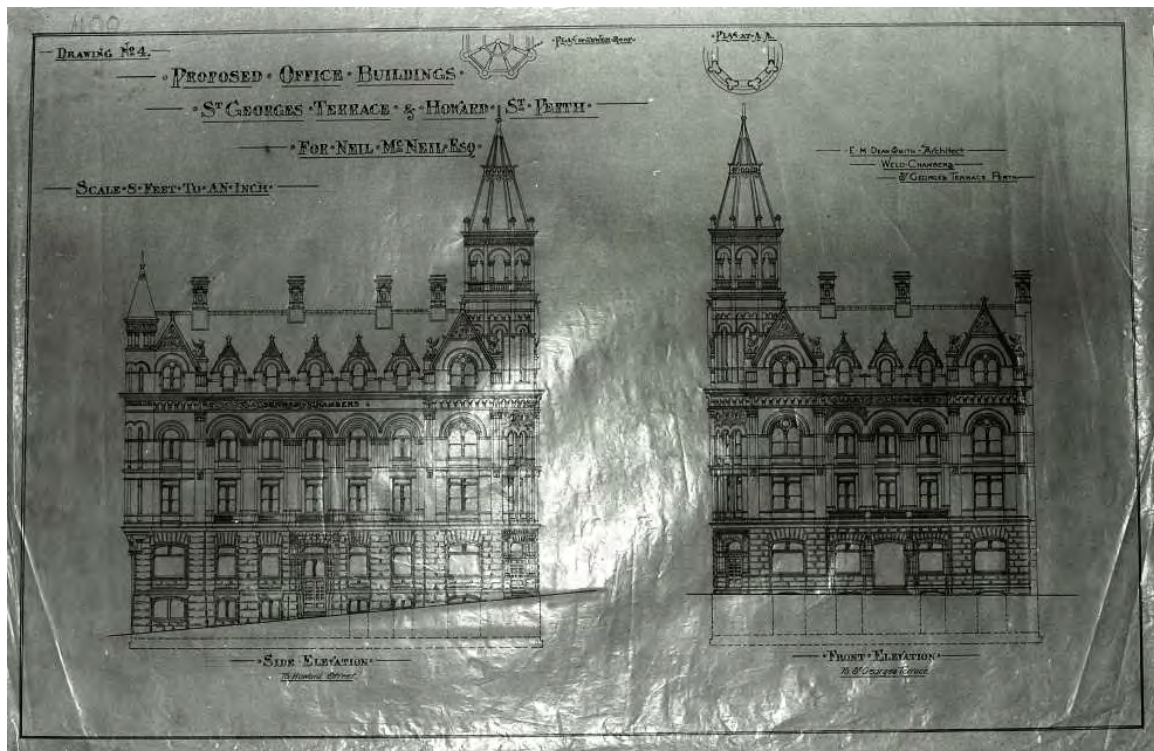 1100
DRAWING No 4.
PROPOSED · OFFICE · BUILDINGS
ST GEORGES · TERRACE · & HOWARD · ST · PERTH
FOR · NEIL · McNEIL · ESQ
SCALE · 8 · FEET · TO · AN · INCH
PLAN AT A A.
E. M. DEAN SMITH · Architect
WELD · CHAMBERS
ST GEORGES TERRACE PERTH
CHAMBERS
· SIDE · ELEVATION ·
To Howard Street
· FRONT · ELEVATION ·
To St Georges Terrace